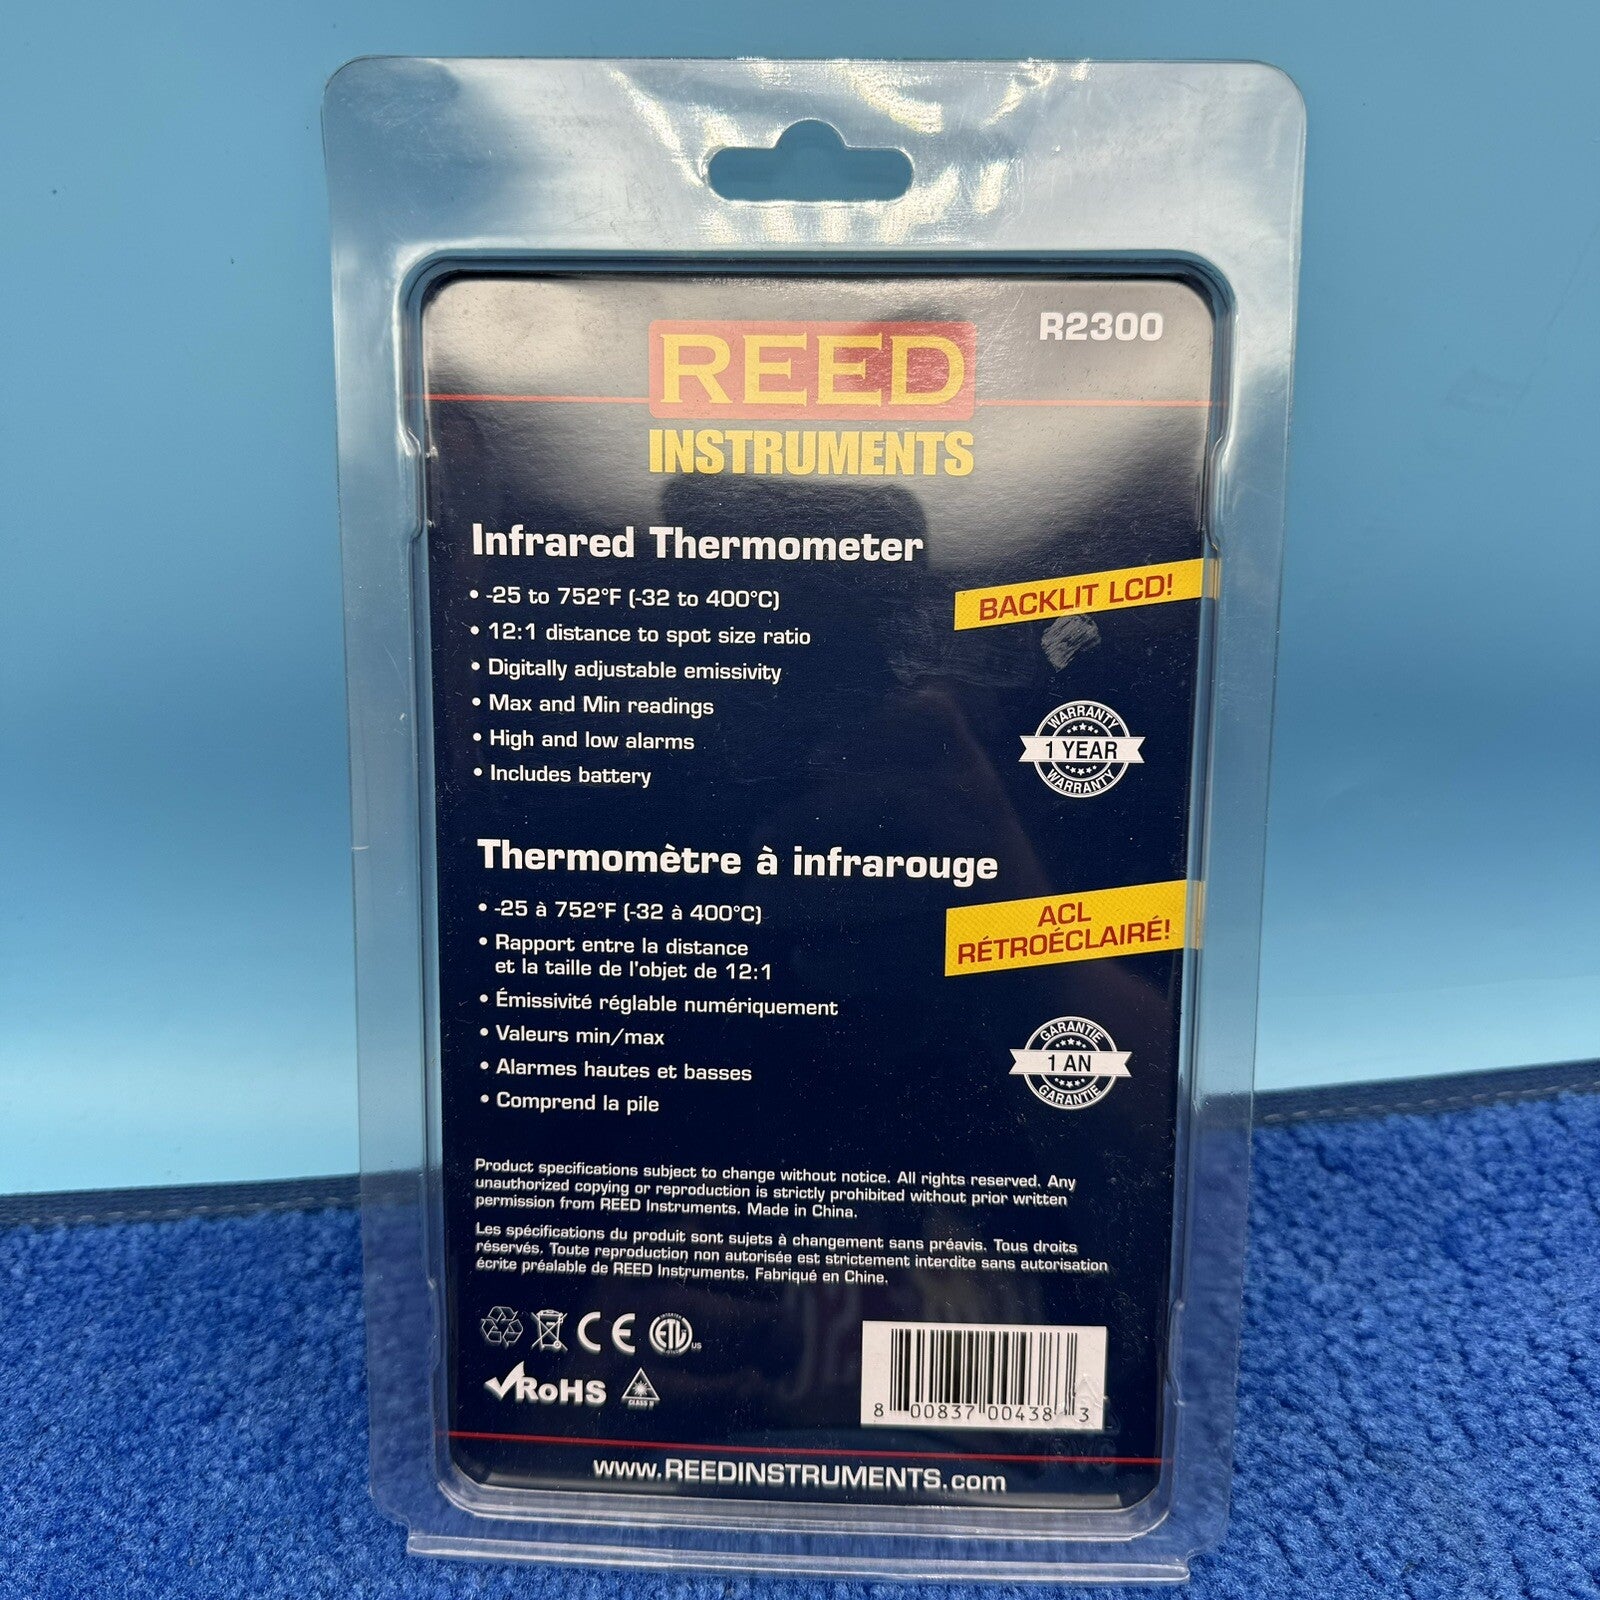 R2300
REED
INSTRUMENTS
Infrared Thermometer
• -25 to 752°F (-32 to 400°C)
• 12:1 distance to spot size ratio
• Digitally adjustable emissivity
• Max and Min readings
• High and low alarms
• Includes battery
BACKLIT LCD!
WARRANTY
1 YEAR
WARRANTY
Thermomètre à infrarouge
• -25 à 752°F (-32 à 400°C)
• Rapport entre la distance
et la taille de l'objet de 12:1
• Émissivité réglable numériquement
• Valeurs min/max
• Alarmes hautes et basses
• Comprend la pile
ACL
RÉTROÉCLAIRÉ!
GARANTIE
1 AN
GARANTIE
Product specifications subject to change without notice. All rights reserved. Any
unauthorized copying or reproduction is strictly prohibited without prior written
permission from REED Instruments. Made in China.
Les spécifications du produit sont sujets à changement sans préavis. Tous droits
réservés. Toute reproduction non autorisée est strictement interdite sans autorisation
écrite préalable de REED Instruments. Fabriqué en Chine.
CE
ETL
US
RoHS
CLASS II
8 00837 00438 3
PVC
www.REEDINSTRUMENTS.com